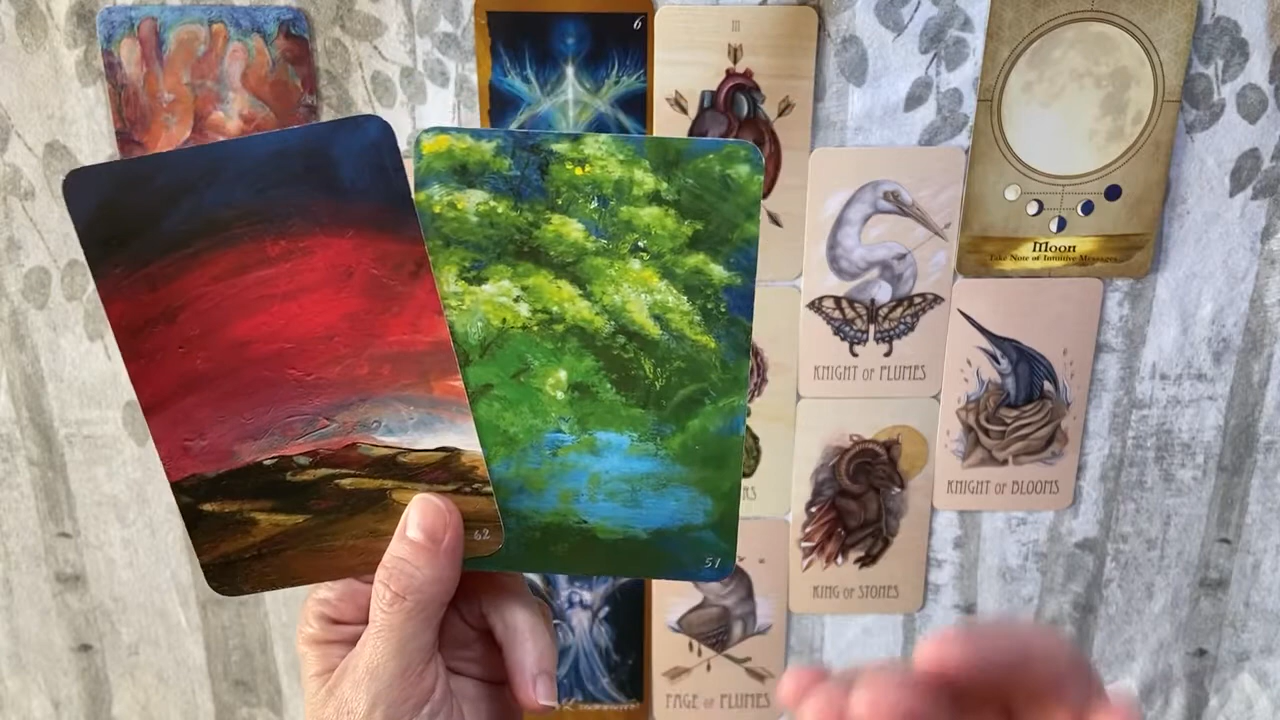 6
III
Moon
Take Note of Intuitive Messages
KNIGHT OF PLUMES
KNIGHT OF BLOOMS
RS
62
51
KING OF STONES
PAGE OF PLUMES